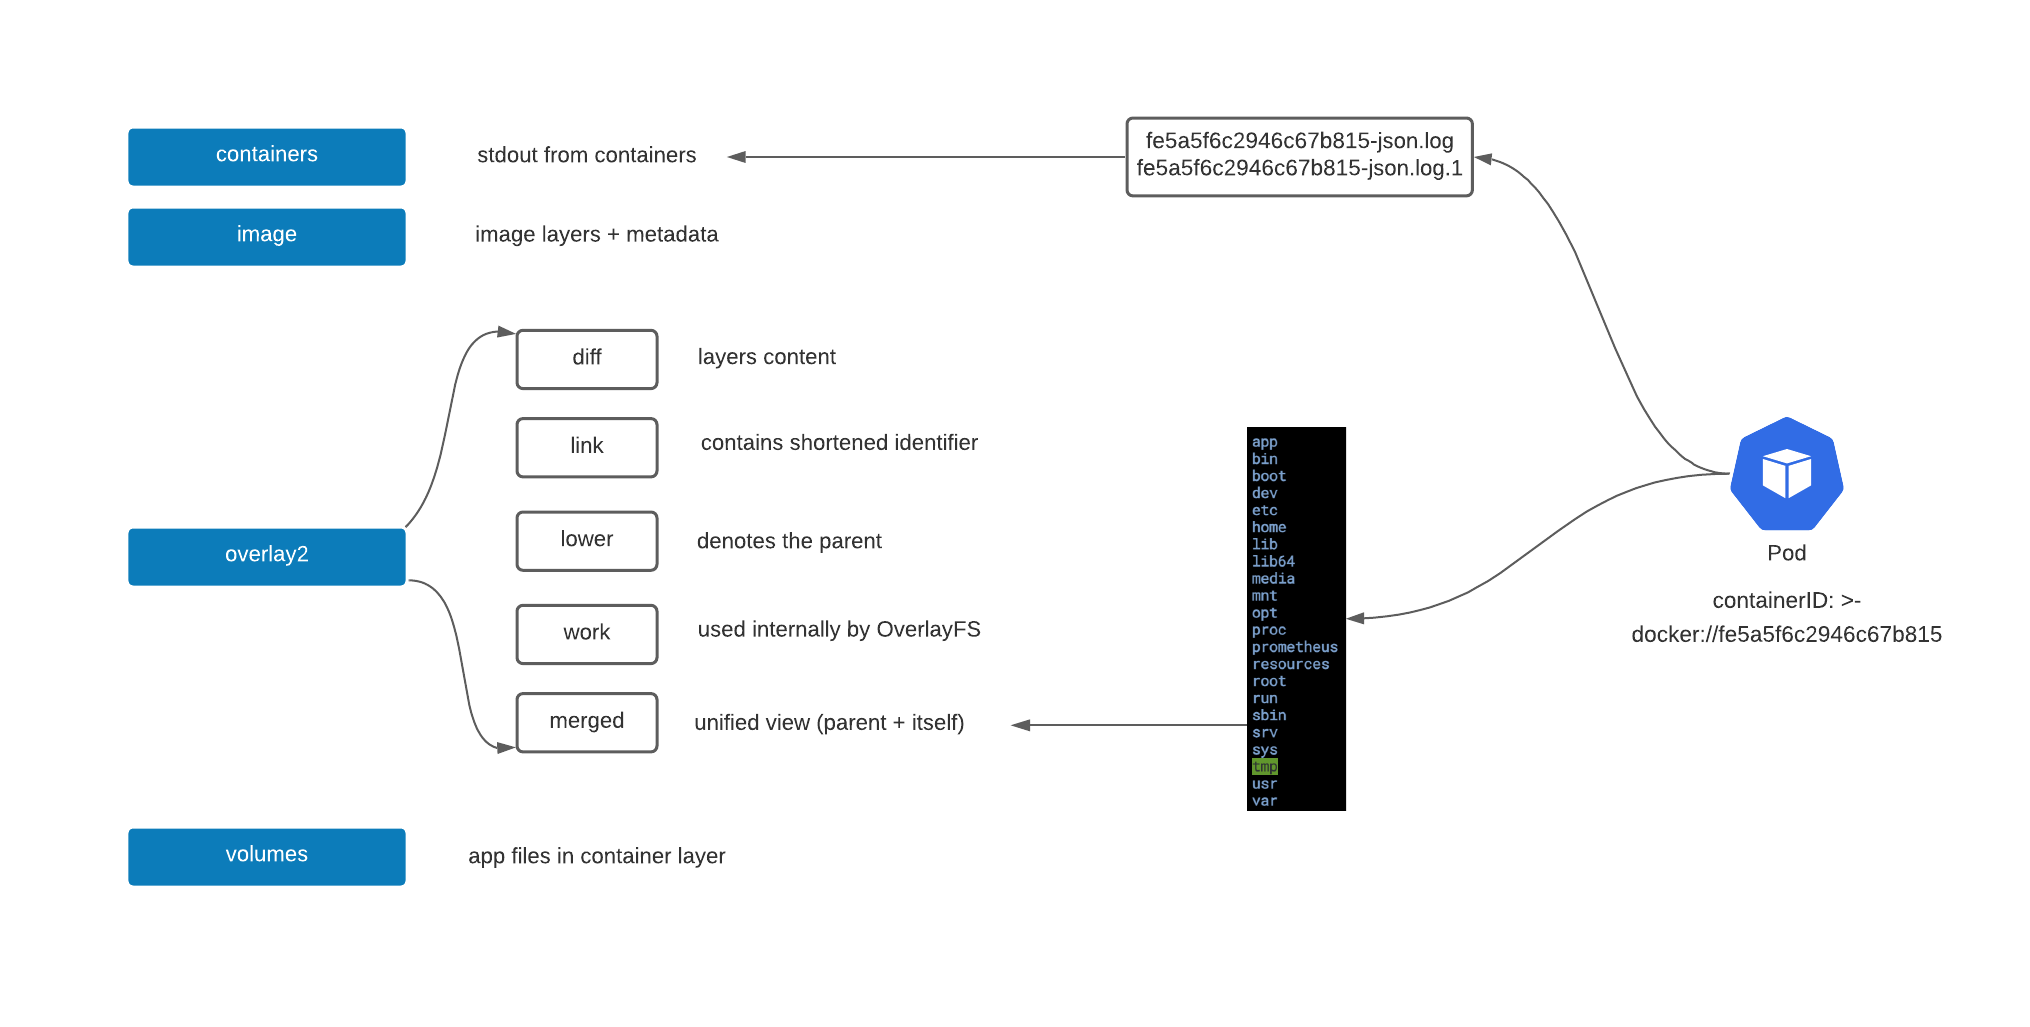 containers
stdout from containers
fe5a5f6c2946c67b815-json.log
fe5a5f6c2946c67b815-json.log.1
image
image layers + metadata
overlay2
diff
layers content
link
contains shortened identifier
lower
denotes the parent
work
used internally by OverlayFS
merged
unified view (parent + itself)
app
bin
boot
dev
etc
home
lib
lib64
media
mnt
opt
proc
prometheus
resources
root
run
sbin
srv
sys
tmp
usr
var
Pod
containerID: >-
docker://fe5a5f6c2946c67b815
volumes
app files in container layer